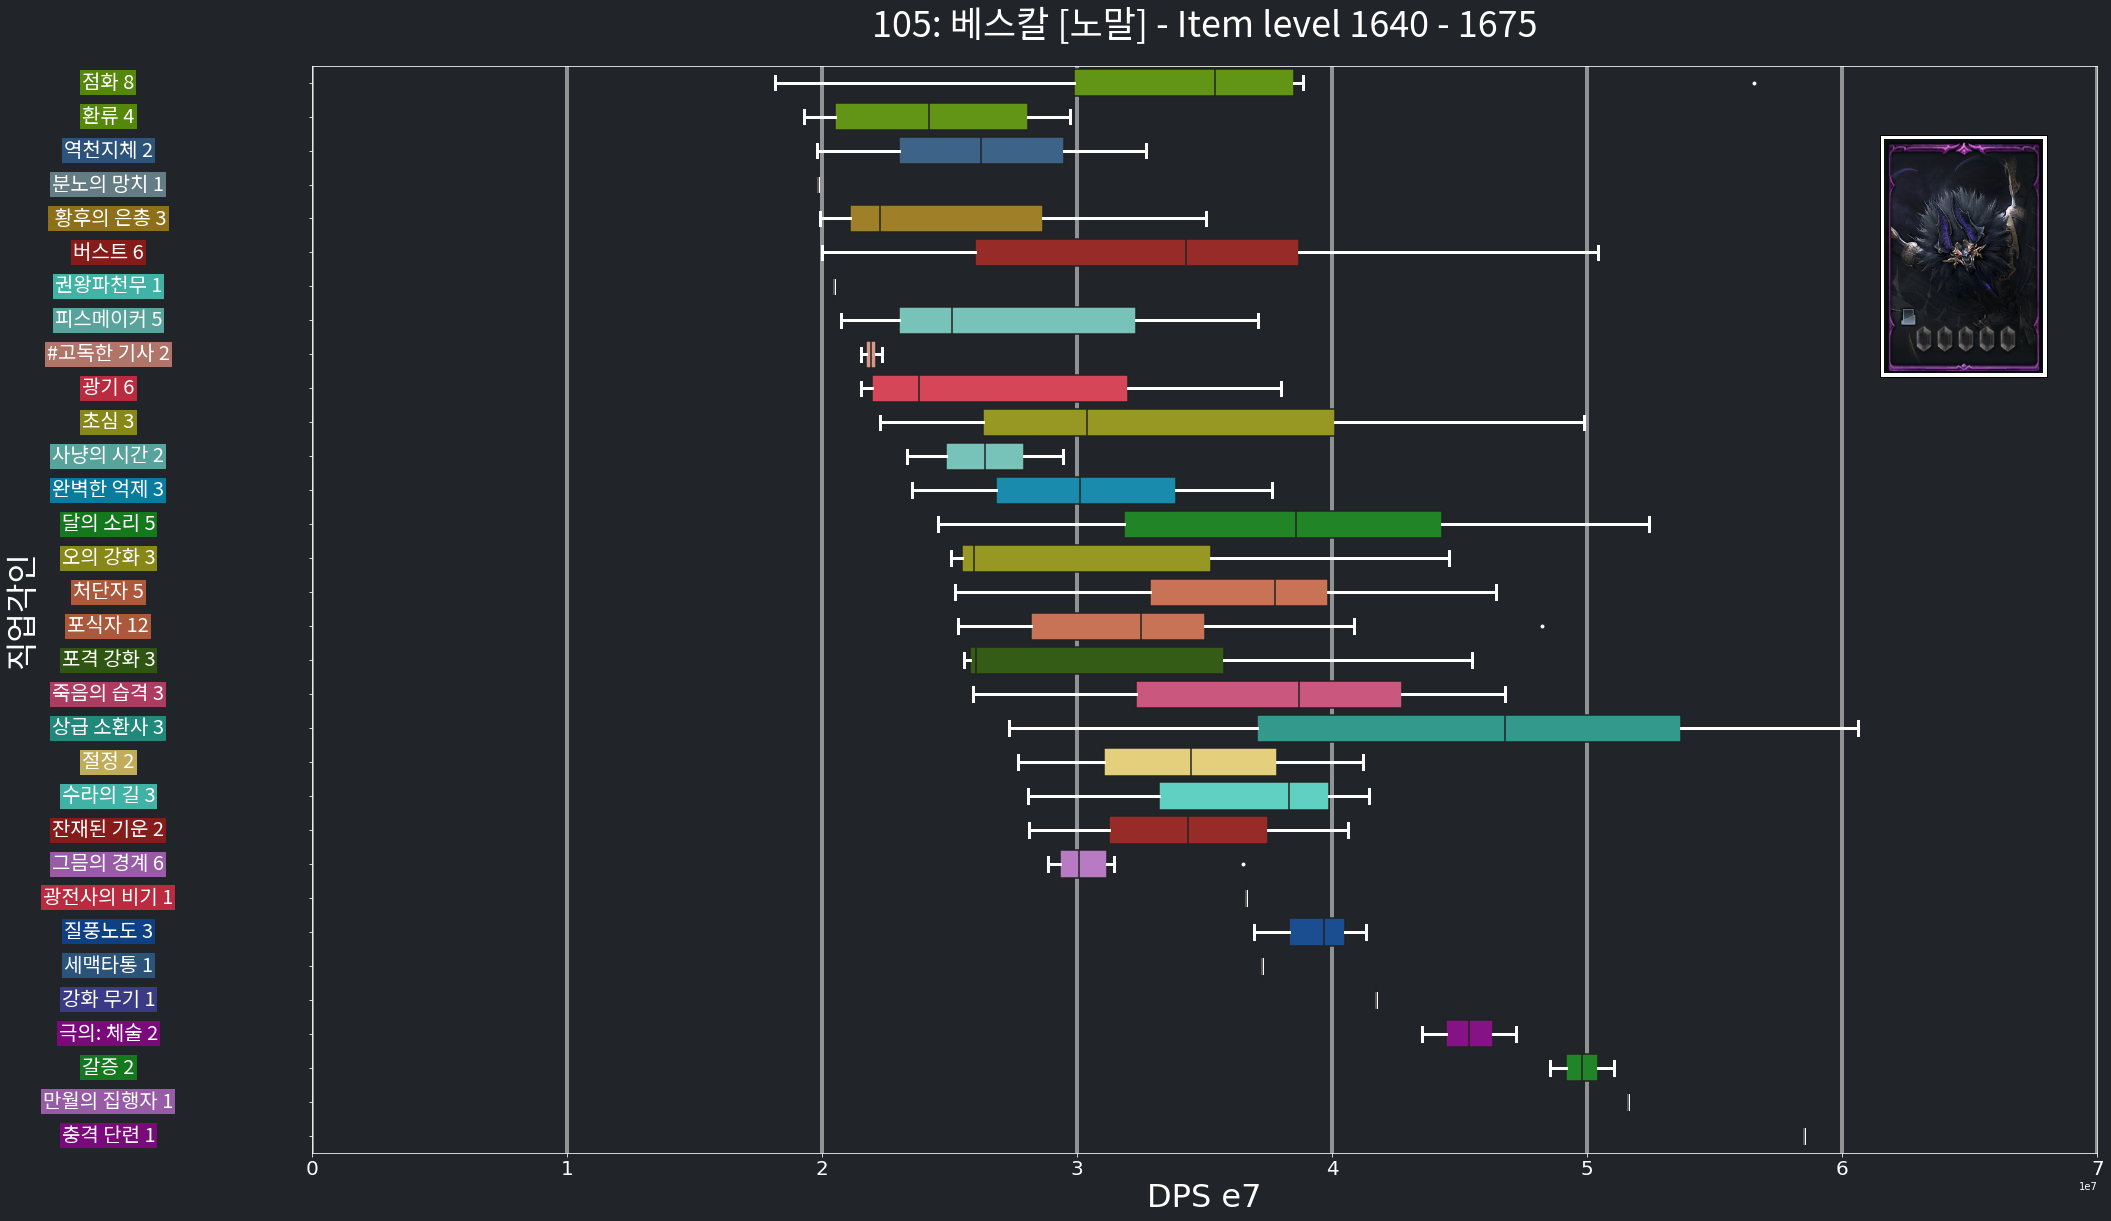 105: 베스칼 [노말] - Item level 1640 - 1675
점화 8
환류 4
역천지체 2
분노의 망치 1
황후의 은총 3
버스트 6
권왕파천무 1
피스메이커 5
#고독한 기사 2
광기 6
초심 3
사냥의 시간 2
완벽한 억제 3
달의 소리 5
오의 강화 3
처단자 5
포식자 12
포격 강화 3
죽음의 습격 3
상급 소환사 3
절정 2
수라의 길 3
잔재된 기운 2
그믐의 경계 6
광전사의 비기 1
질풍노도 3
세맥타통 1
강화 무기 1
극의: 체술 2
갈증 2
만월의 집행자 1
충격 단련 1
직업각인
0 1 2 3 4 5 6 7
1e7
DPS e7